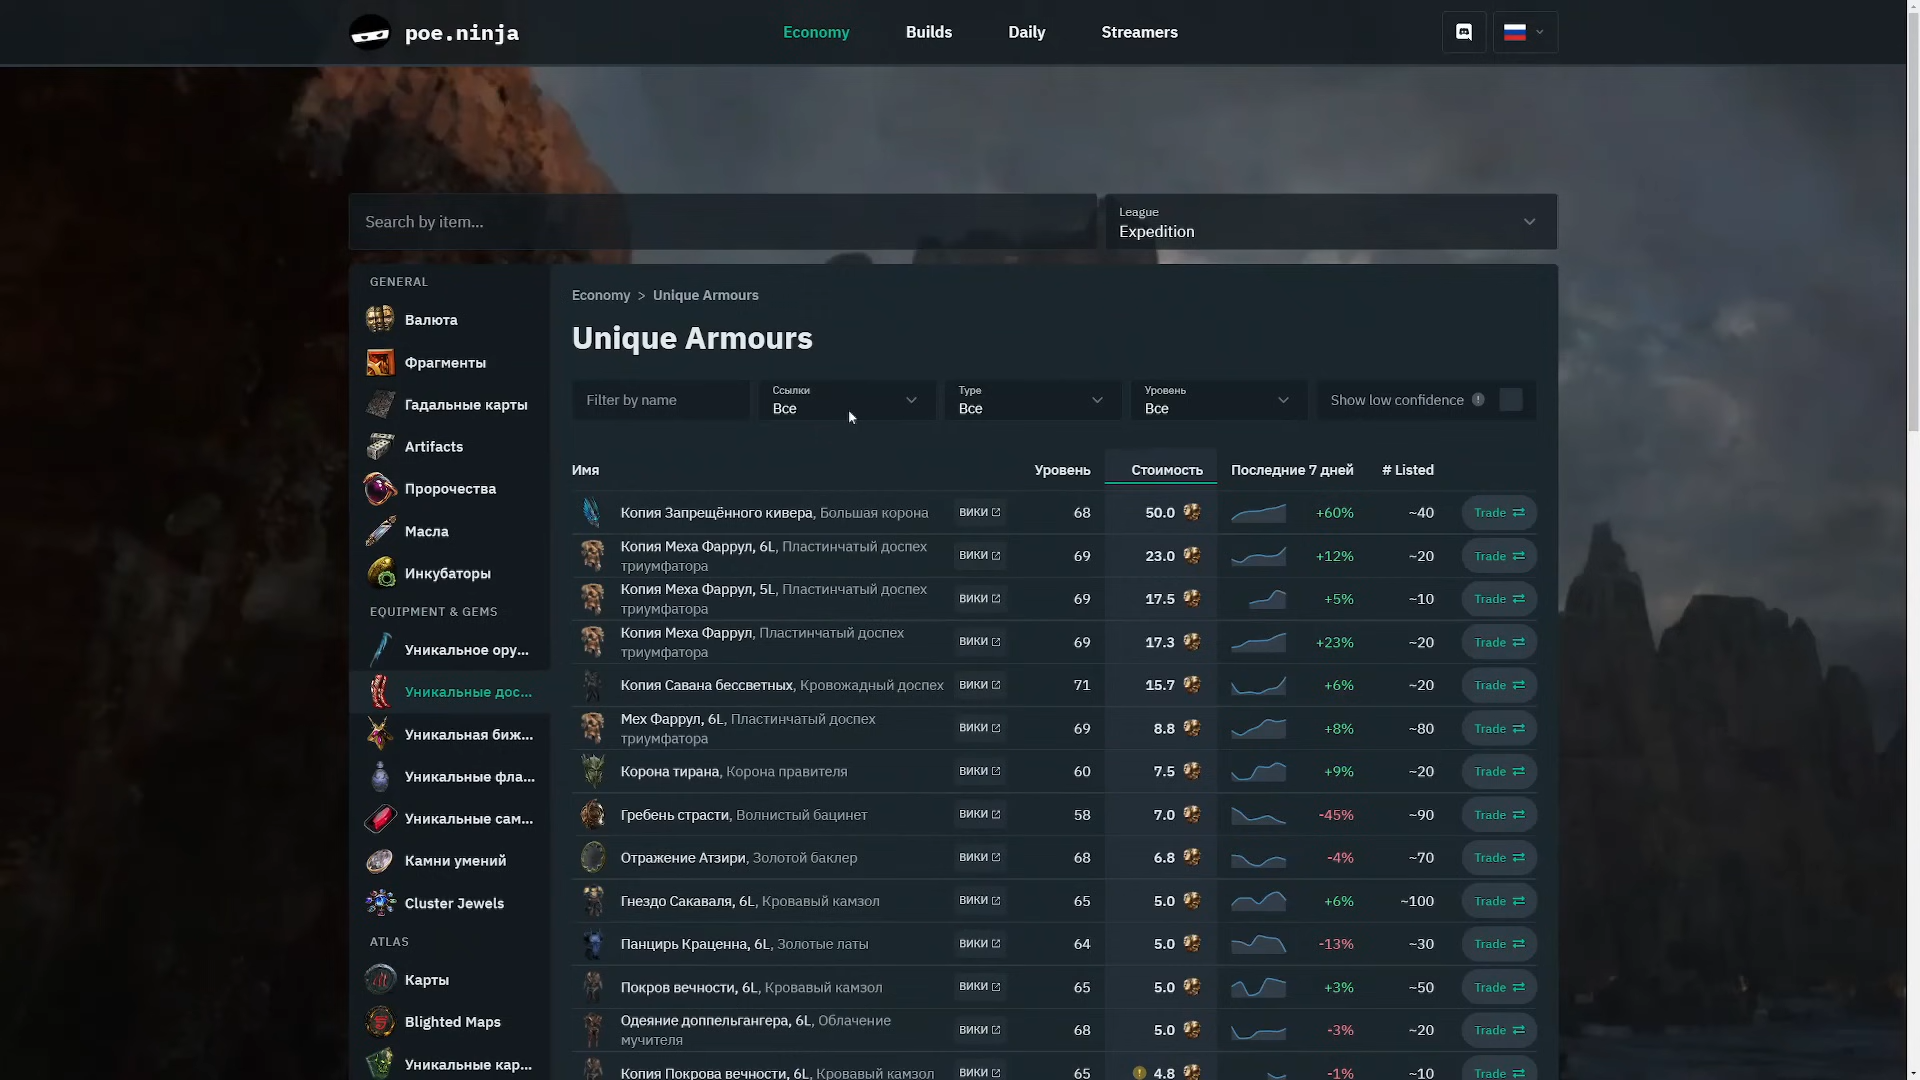 poe.ninja
Economy
Builds
Daily
Streamers
Search by item...
League
Expedition
GENERAL
Валюта
Фрагменты
Гадальные карты
Artifacts
Пророчества
Масла
Инкубаторы
EQUIPMENT & GEMS
Уникальное ору...
Уникальные дос...
Уникальная биж...
Уникальные фла...
Уникальные сам...
Камни умений
Cluster Jewels
ATLAS
Карты
Blighted Maps
Уникальные кар...
Economy > Unique Armours
Unique Armours
Filter by name
Ссылки
Все
Type
Все
Уровень
Все
Show low confidence
Имя Уровень Стоимость Последние 7 дней # Listed
Копия Запрещённого кивера, Большая корона ВИКИ 68 50.0 +60% ~40 Trade
Копия Меха Фаррул, 6L, Пластинчатый доспех
триумфатора ВИКИ 69 23.0 +12% ~20 Trade
Копия Меха Фаррул, 5L, Пластинчатый доспех
триумфатора ВИКИ 69 17.5 +5% ~10 Trade
Копия Меха Фаррул, Пластинчатый доспех
триумфатора ВИКИ 69 17.3 +23% ~20 Trade
Копия Савана бессветных, Кровожадный доспех ВИКИ 71 15.7 +6% ~20 Trade
Мех Фаррул, 6L, Пластинчатый доспех
триумфатора ВИКИ 69 8.8 +8% ~80 Trade
Корона тирана, Корона правителя ВИКИ 60 7.5 +9% ~20 Trade
Гребень страсти, Волнистый бацинет ВИКИ 58 7.0 -45% ~90 Trade
Отражение Атзири, Золотой баклер ВИКИ 68 6.8 -4% ~70 Trade
Гнездо Сакаваля, 6L, Кровавый камзол ВИКИ 65 5.0 +6% ~100 Trade
Панцирь Краценна, 6L, Золотые латы ВИКИ 64 5.0 -13% ~30 Trade
Покров вечности, 6L, Кровавый камзол ВИКИ 65 5.0 +3% ~50 Trade
Одеяние доппельгангера, 6L, Облачение
мучителя ВИКИ 68 5.0 -3% ~20 Trade
Копия Покрова вечности, 6L, Кровавый камзол ВИКИ 65 4.8 -1% ~10 Trade